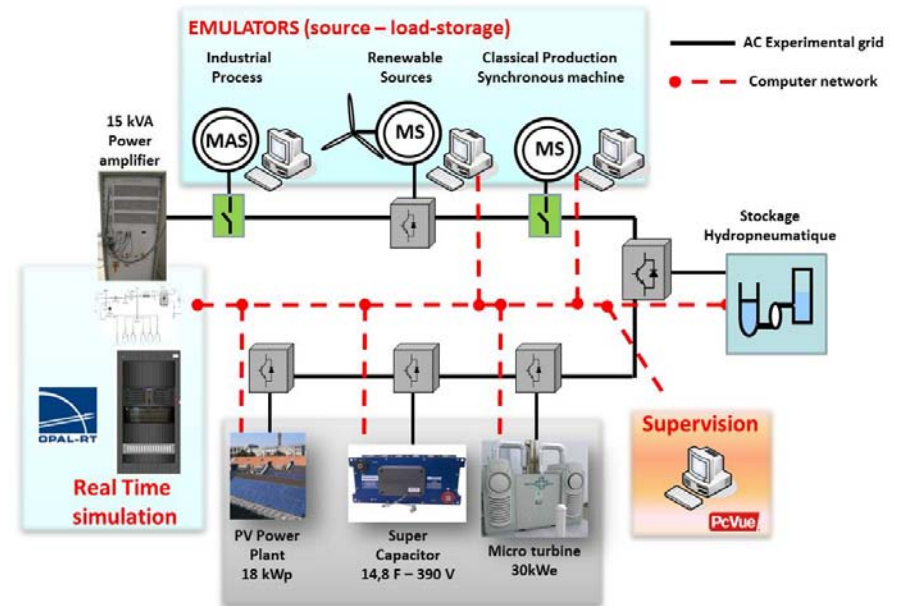 EMULATORS (source – load-storage)
Industrial
Process
Renewable
Sources
Classical Production
Synchronous machine
AC Experimental grid
Computer network
15 kVA
Power
amplifier
MAS
MS
MS
Stockage
Hydropneumatique
OPAL-RT
Real Time
simulation
PV Power
Plant
18 kWp
Super
Capacitor
14,8 F – 390 V
Micro turbine
30kWe
Supervision
PcVue